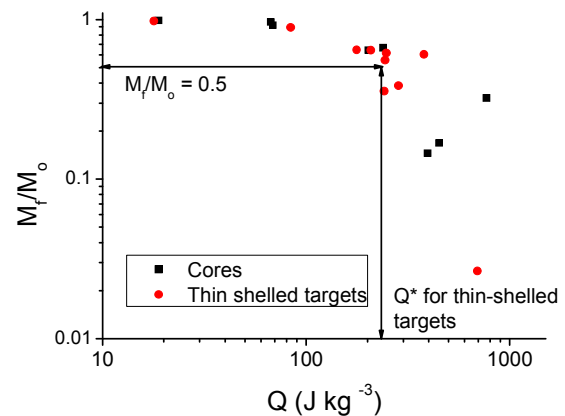 1
M_f/M_o = 0.5
0.1
M_f/M_o
Cores
Thin shelled targets
Q* for thin-shelled
targets
0.01
10
100
1000
Q (J kg ⁻³)